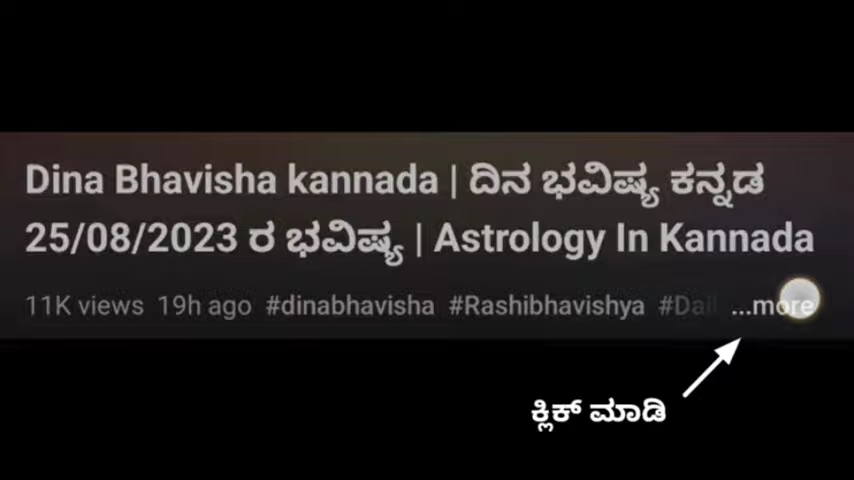 Dina Bhavisha kannada | ದಿನ ಭವಿಷ್ಯ ಕನ್ನಡ
25/08/2023 ರ ಭವಿಷ್ಯ | Astrology In Kannada
11K views 19h ago #dinabhavisha #Rashibhavishya #Dai ...more
ಕ್ಲಿಕ್ ಮಾಡಿ